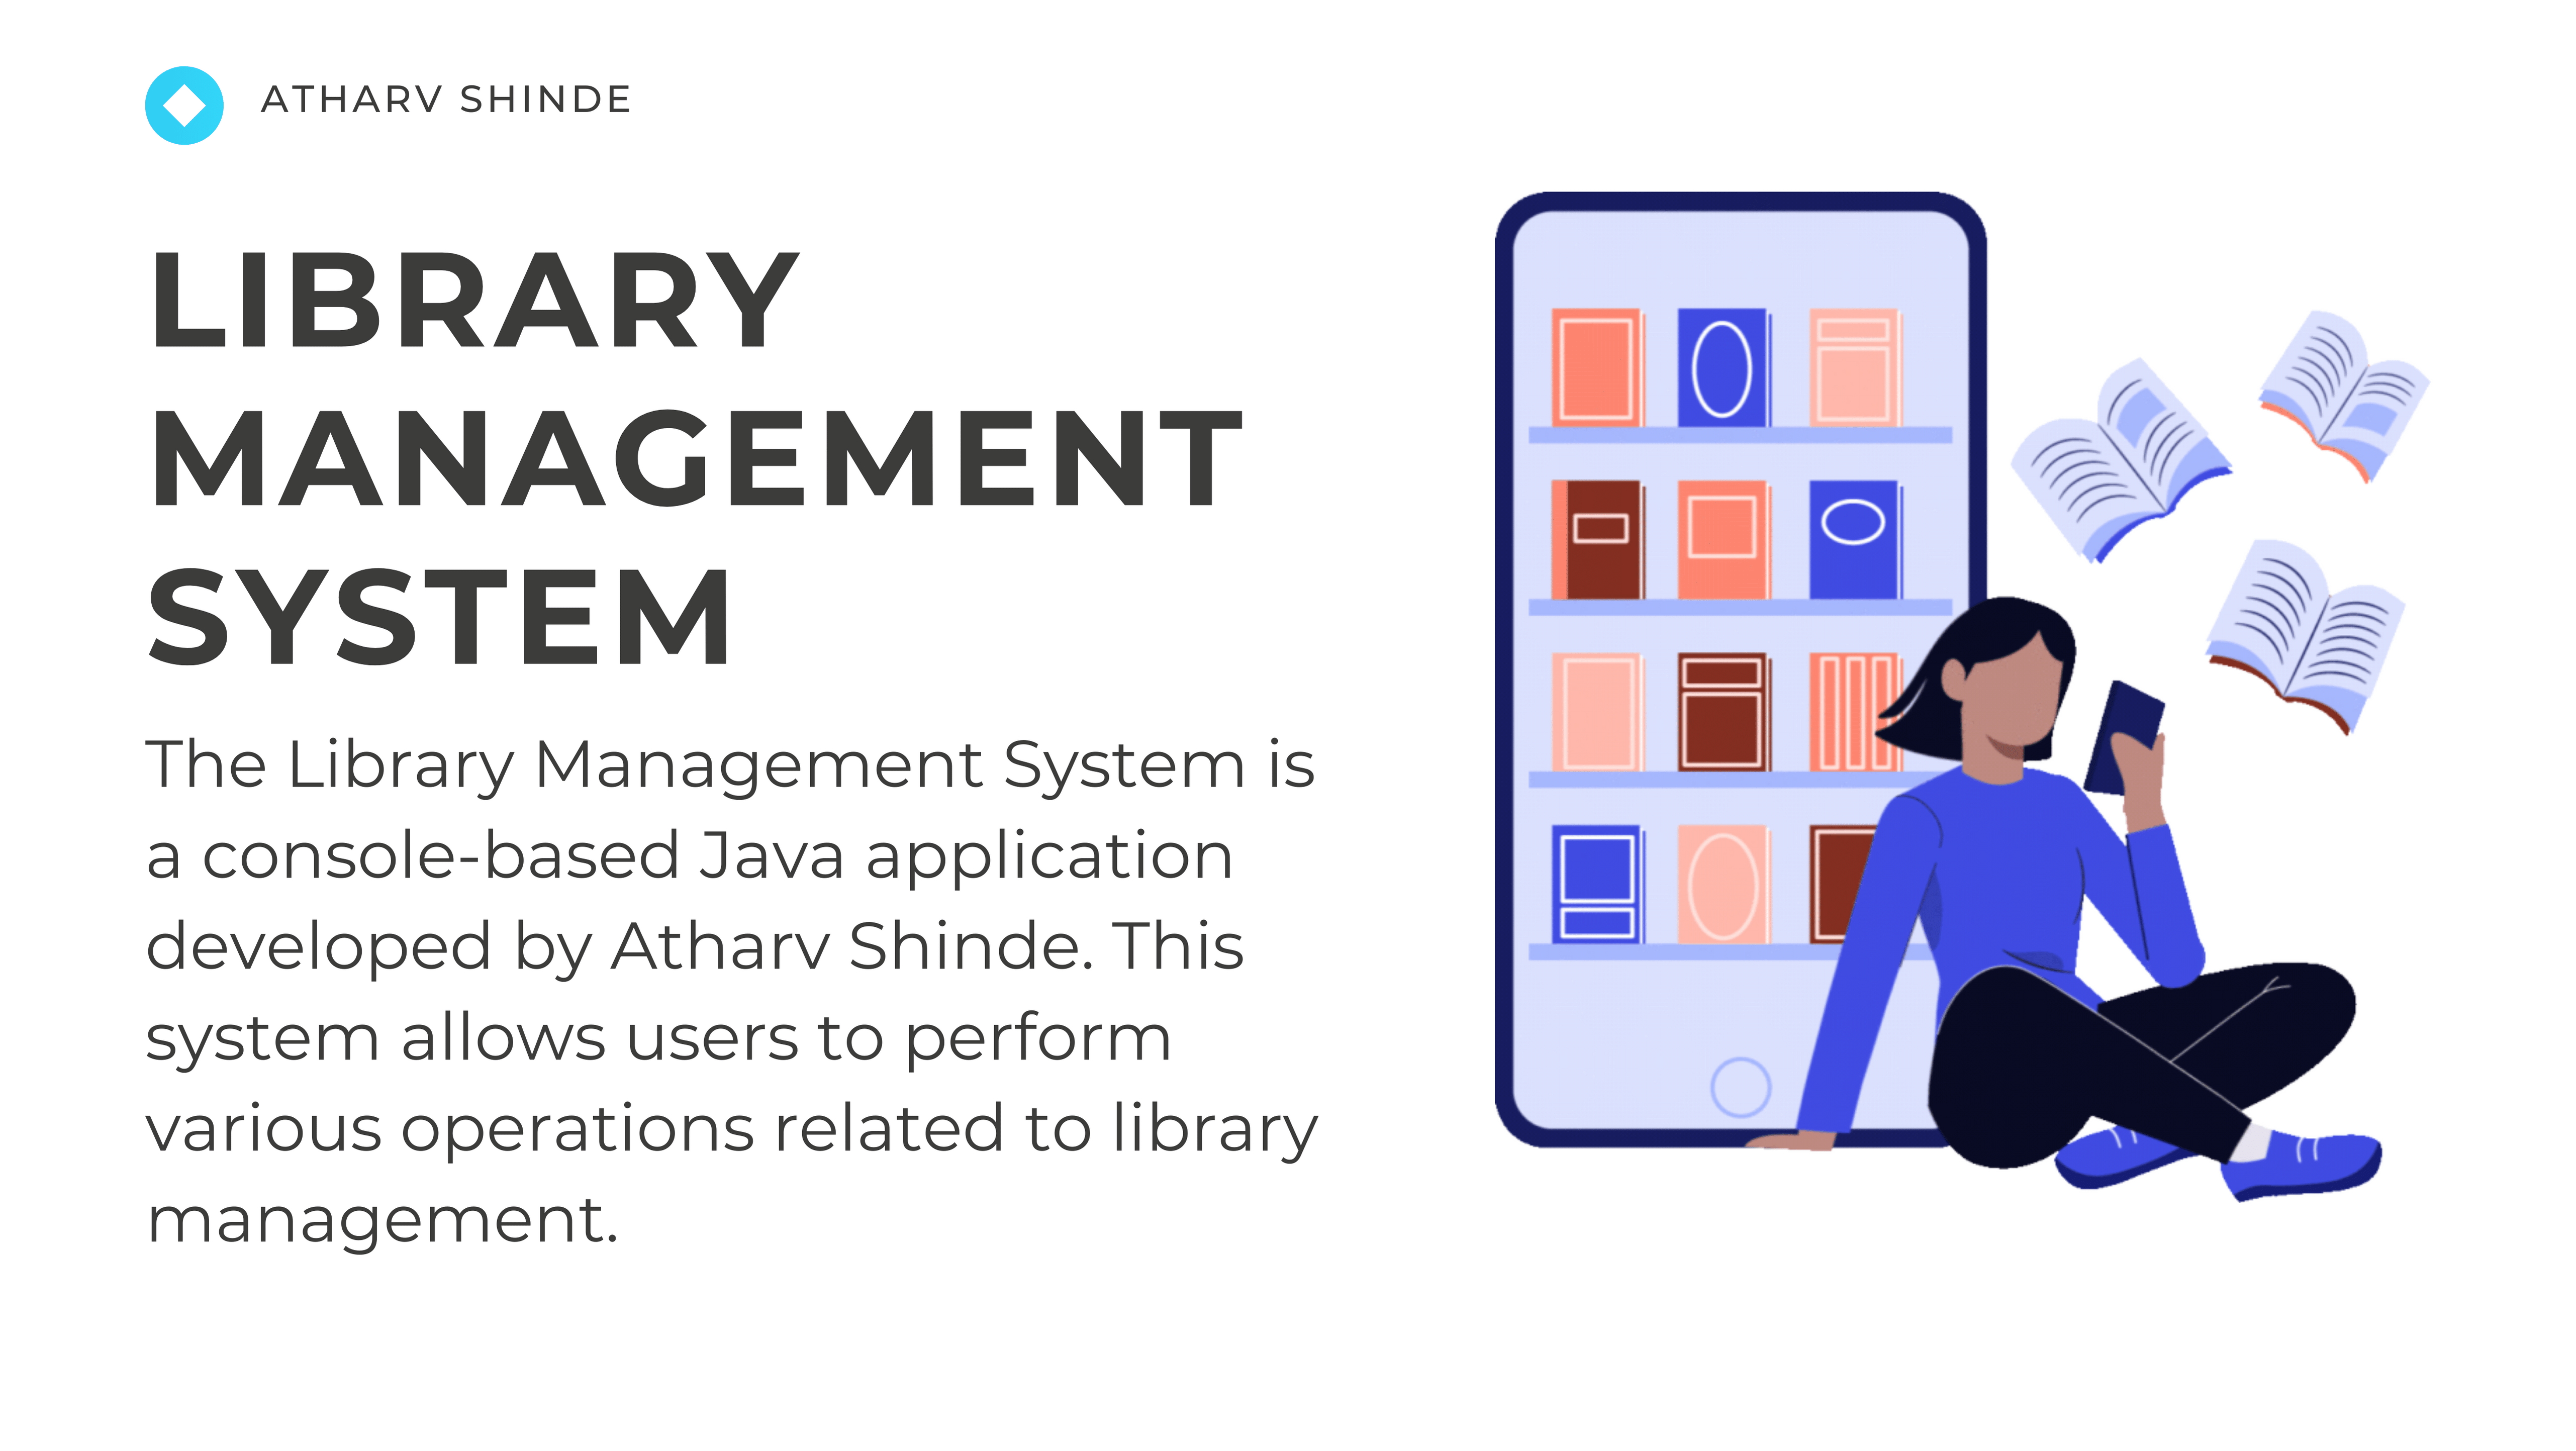 ATHARV SHINDE
LIBRARY
MANAGEMENT
SYSTEM
The Library Management System is
a console-based Java application
developed by Atharv Shinde. This
system allows users to perform
various operations related to library
management.